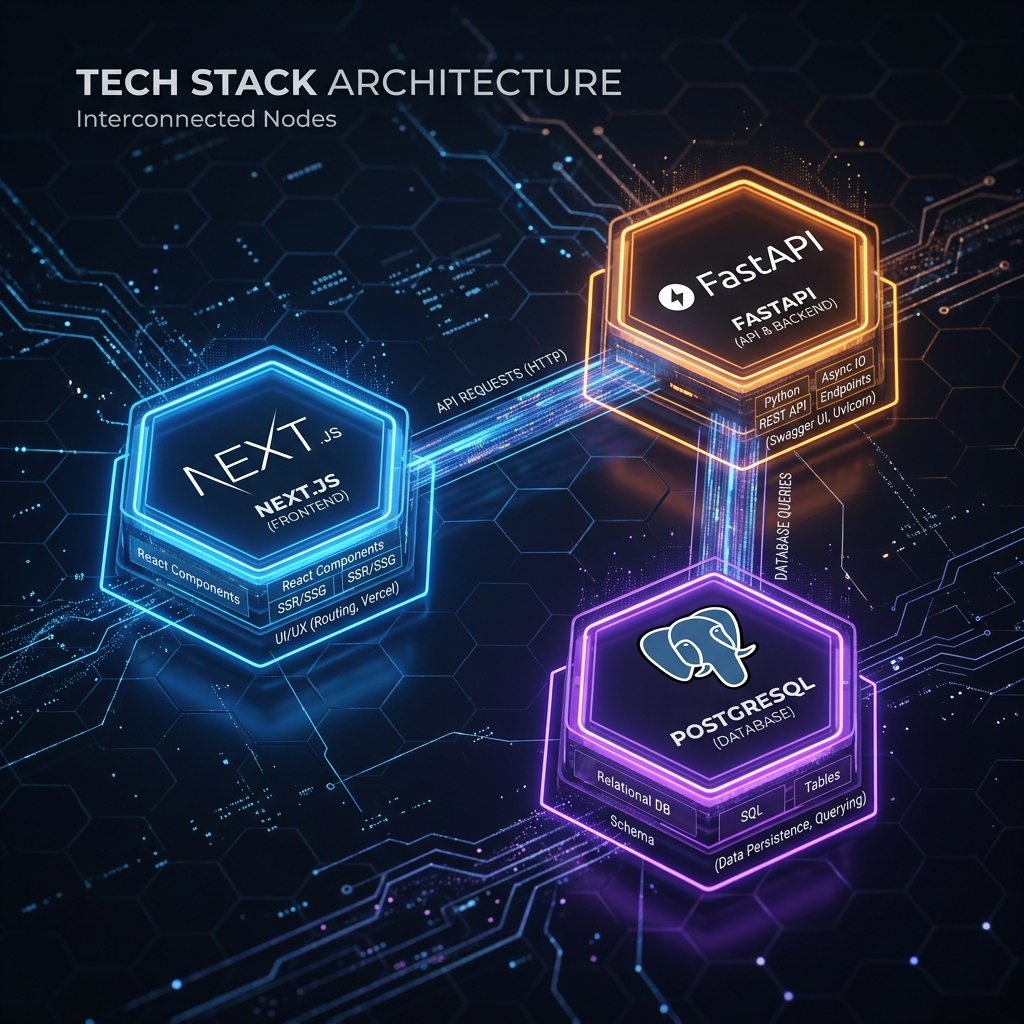 TECH STACK ARCHITECTURE
Interconnected Nodes
FastAPI
FASTAPI
(API & BACKEND)
Python
Async IO
REST API
Endpoints
(Swagger UI, Uvicorn)
API REQUESTS (HTTP)
NEXT.JS
NEXT.JS
(FRONTEND)
React Components
React Components
SSR/SSG
SSR/SSG
UI/UX (Routing, Vercel)
DATABASE QUERIES
POSTGRESQL
(DATABASE)
Relational DB
SQL
Tables
Schema
(Data Persistence, Querying)